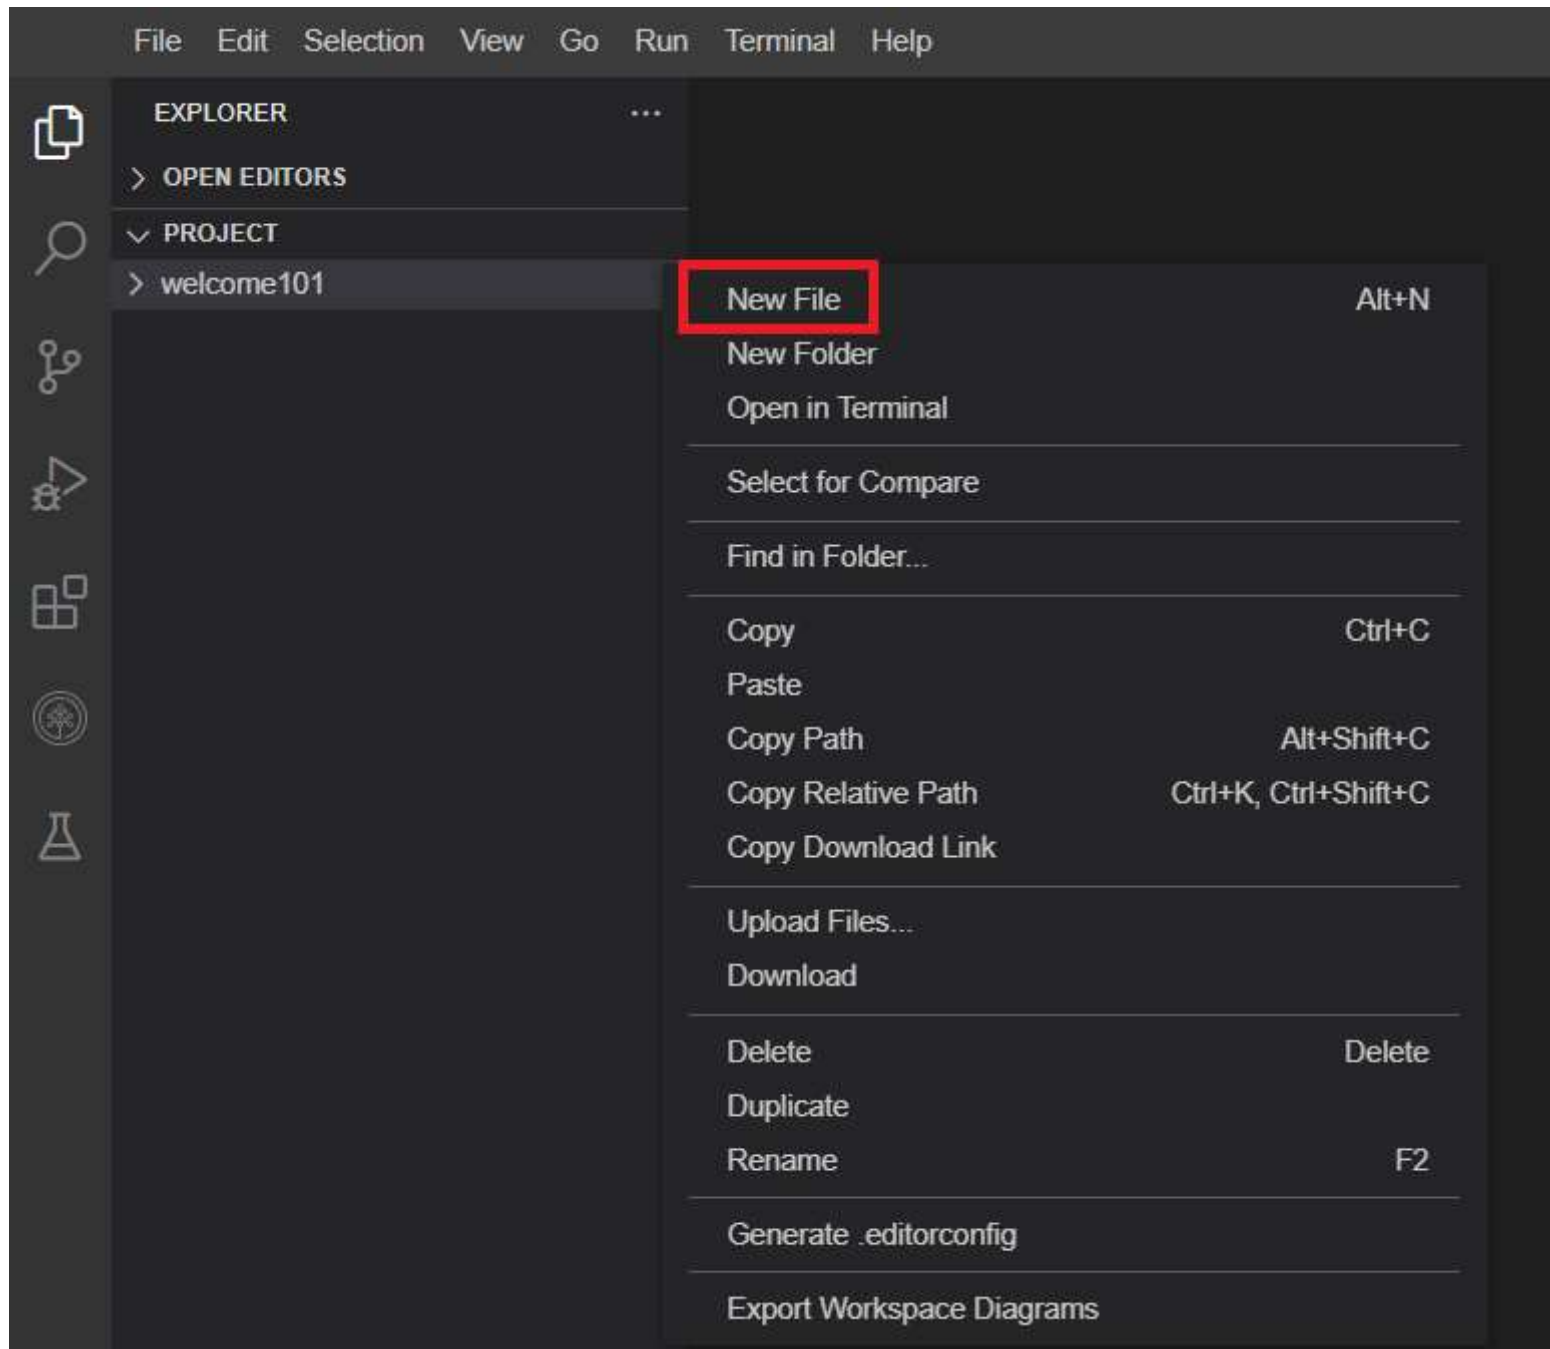 File Edit Selection View Go Run Terminal Help
EXPLORER ...
OPEN EDITORS
PROJECT
welcome101
New File Alt+N
New Folder
Open in Terminal
Select for Compare
Find in Folder...
Copy Ctrl+C
Paste
Copy Path Alt+Shift+C
Copy Relative Path Ctrl+K, Ctrl+Shift+C
Copy Download Link
Upload Files...
Download
Delete Delete
Duplicate
Rename F2
Generate .editorconfig
Export Workspace Diagrams